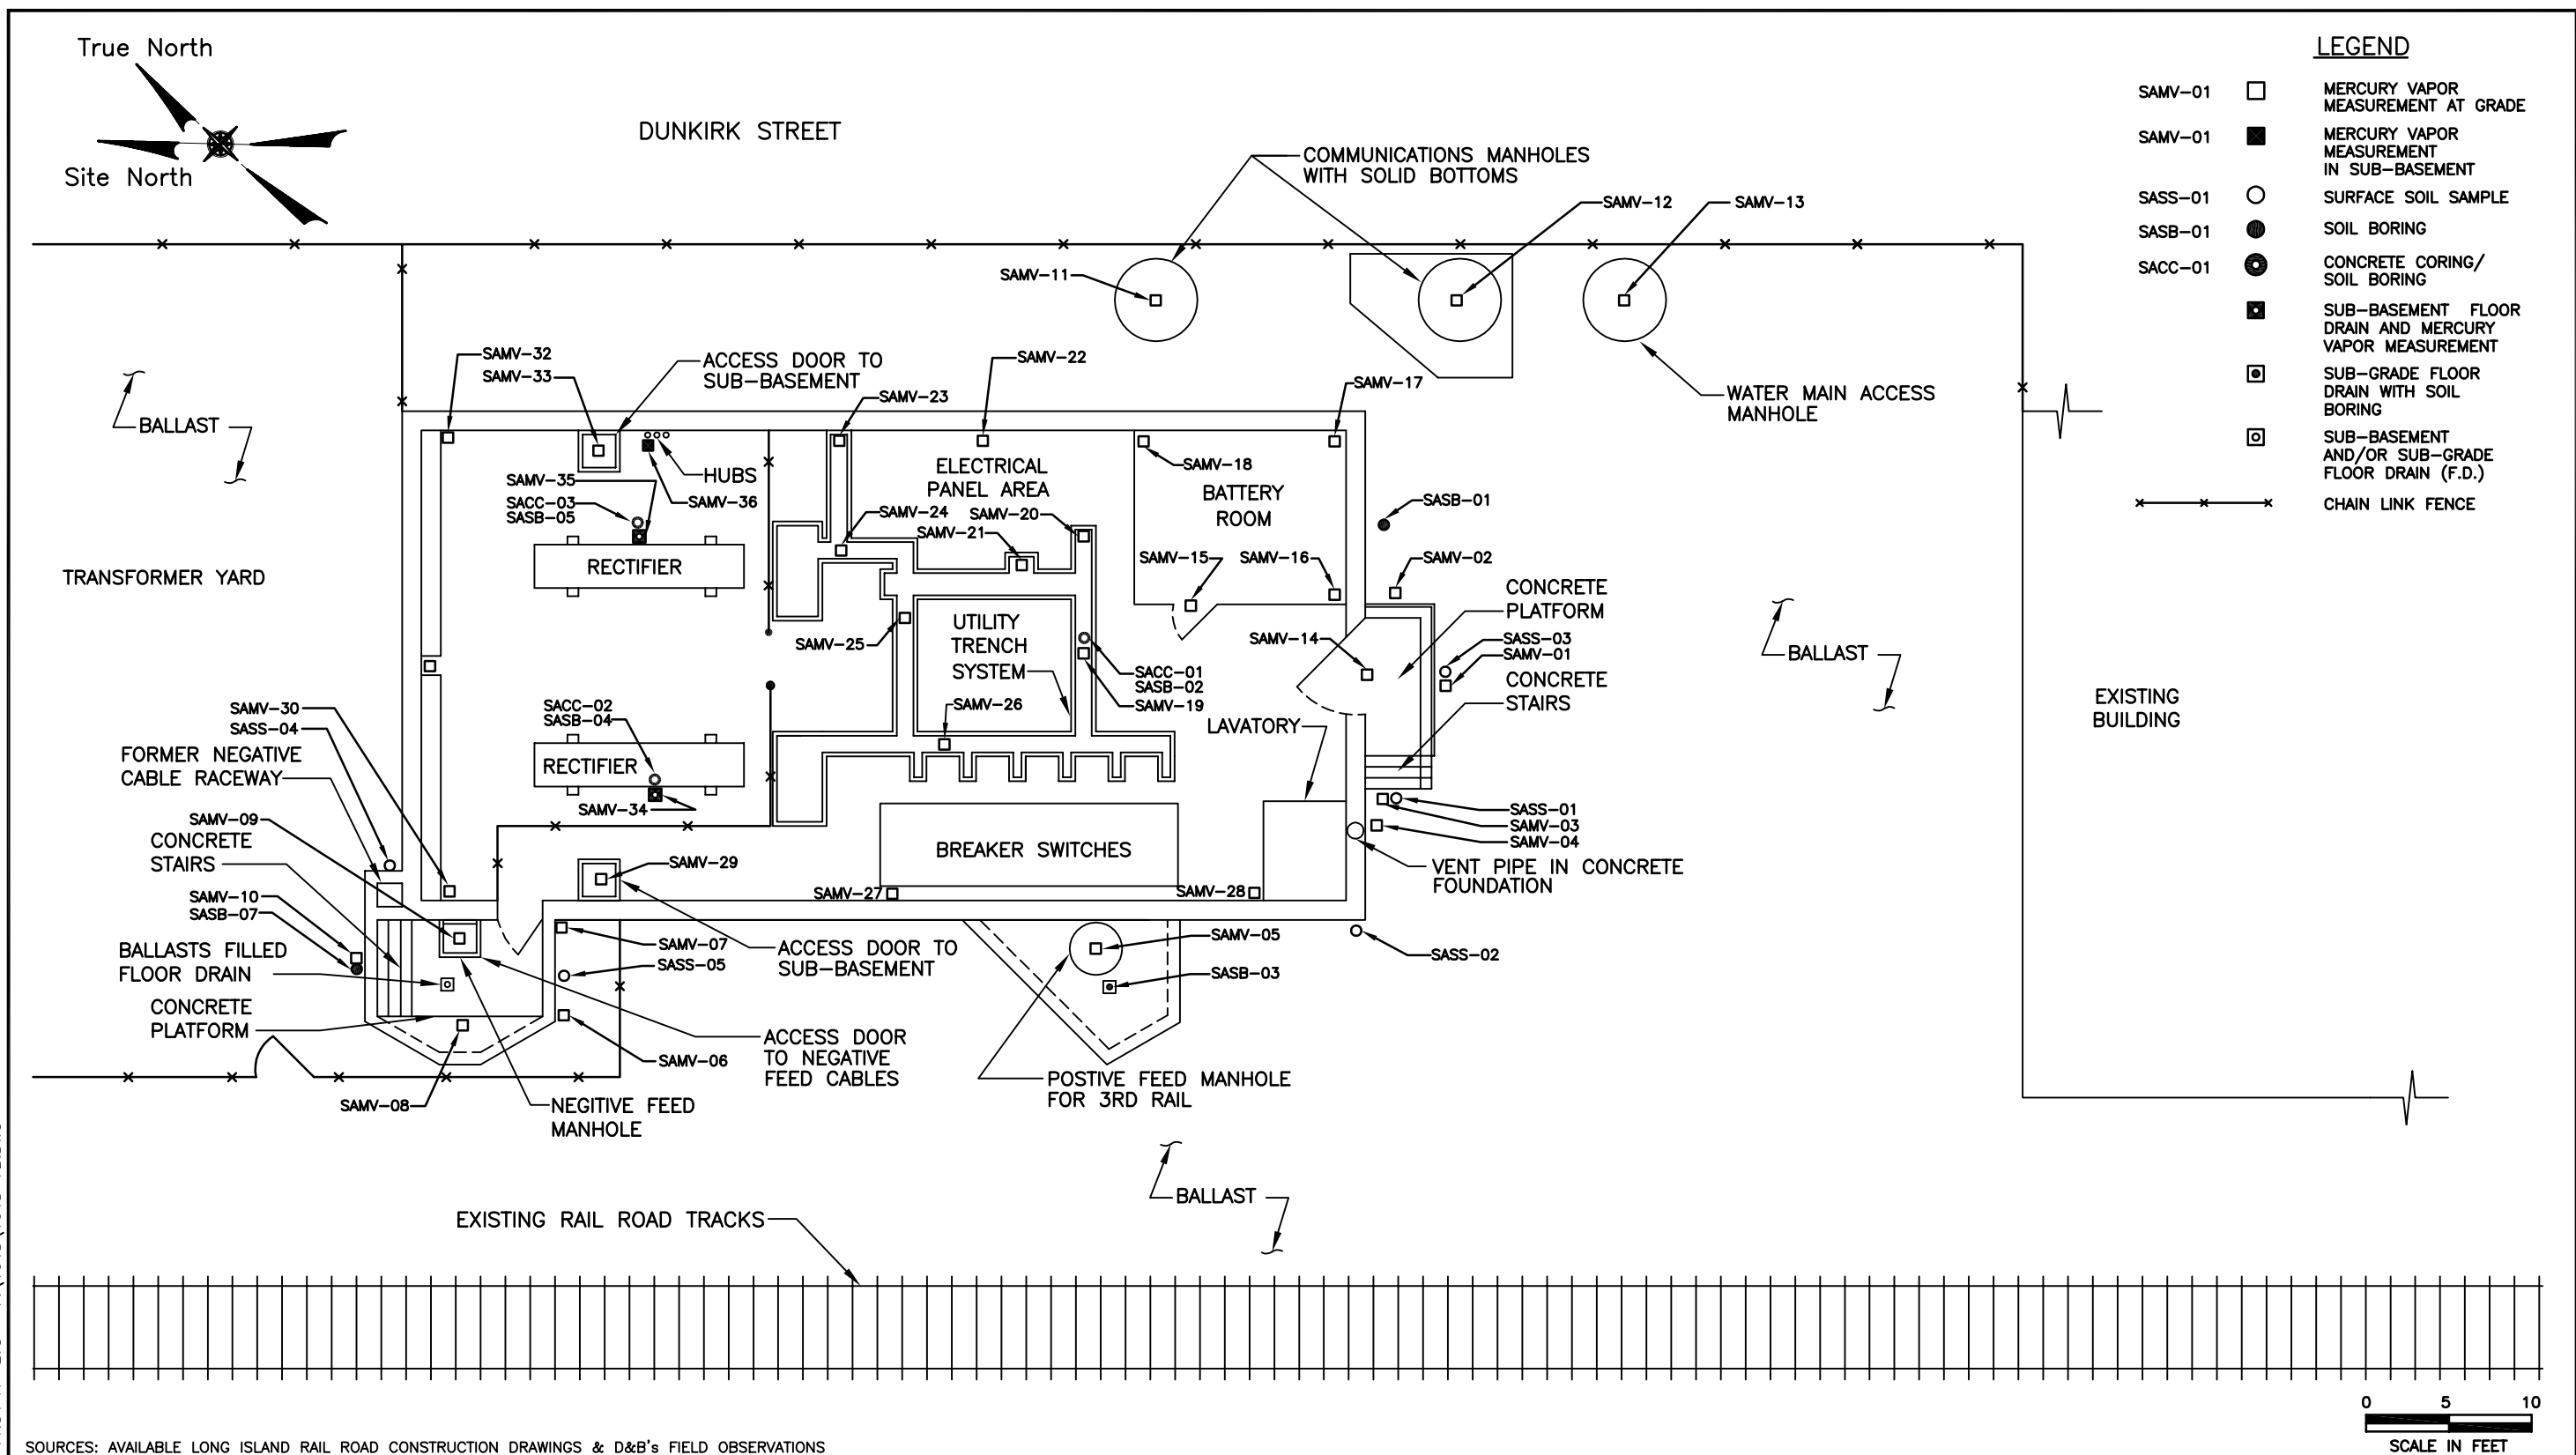 True North
Site North
DUNKIRK STREET
COMMUNICATIONS MANHOLES
WITH SOLID BOTTOMS
SAMV-12
SAMV-13
SAMV-11
LEGEND
SAMV-01
MERCURY VAPOR
MEASUREMENT AT GRADE
SAMV-01
MERCURY VAPOR
MEASUREMENT
IN SUB-BASEMENT
SASS-01
SURFACE SOIL SAMPLE
SASB-01
SOIL BORING
SACC-01
CONCRETE CORING/
SOIL BORING
SUB-BASEMENT FLOOR
DRAIN AND MERCURY
VAPOR MEASUREMENT
SUB-GRADE FLOOR
DRAIN WITH SOIL
BORING
SUB-BASEMENT
AND/OR SUB-GRADE
FLOOR DRAIN (F.D.)
CHAIN LINK FENCE
SAMV-32
SAMV-33
ACCESS DOOR TO
SUB-BASEMENT
SAMV-23
SAMV-22
SAMV-17
WATER MAIN ACCESS
MANHOLE
BALLAST
HUBS
SAMV-36
SAMV-35
SACC-03
SASB-05
ELECTRICAL
PANEL AREA
SAMV-18
BATTERY
ROOM
SASB-01
SAMV-24
SAMV-20
SAMV-21
SAMV-15
SAMV-16
SAMV-02
TRANSFORMER YARD
RECTIFIER
CONCRETE
PLATFORM
UTILITY
TRENCH
SYSTEM
SAMV-25
SAMV-14
SASS-03
SAMV-01
BALLAST
SACC-01
SASB-02
SAMV-19
CONCRETE
STAIRS
EXISTING
BUILDING
SAMV-30
SASS-04
SACC-02
SASB-04
SAMV-26
LAVATORY
FORMER NEGATIVE
CABLE RACEWAY
RECTIFIER
SAMV-34
SASS-01
SAMV-03
SAMV-04
SAMV-09
CONCRETE
STAIRS
BREAKER SWITCHES
VENT PIPE IN CONCRETE
FOUNDATION
SAMV-29
SAMV-27
SAMV-28
SAMV-10
SASB-07
BALLASTS FILLED
FLOOR DRAIN
SAMV-07
SASS-05
ACCESS DOOR TO
SUB-BASEMENT
SAMV-05
SASB-03
SASS-02
CONCRETE
PLATFORM
SAMV-06
ACCESS DOOR
TO NEGATIVE
FEED CABLES
POSTIVE FEED MANHOLE
FOR 3RD RAIL
SAMV-08
NEGITIVE FEED
MANHOLE
BALLAST
EXISTING RAIL ROAD TRACKS
0 5 10
SCALE IN FEET
SOURCES: AVAILABLE LONG ISLAND RAIL ROAD CONSTRUCTION DRAWINGS & D&B's FIELD OBSERVATIONS